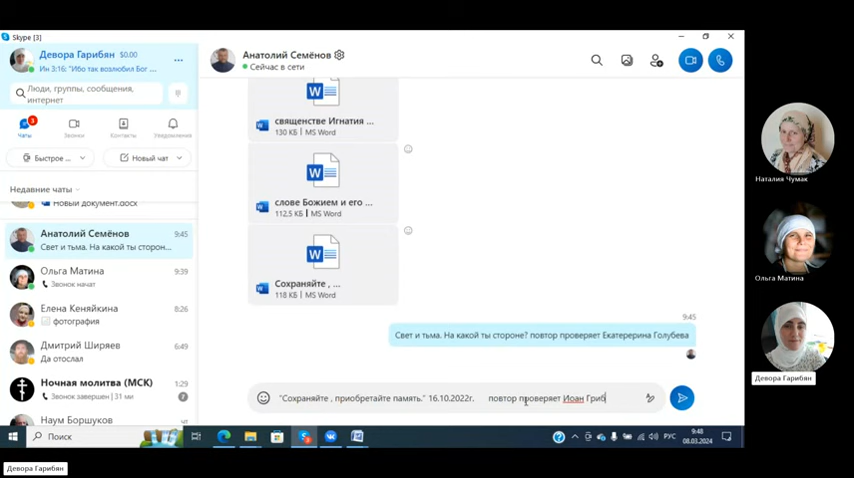 Skype [3]
Девора Гарибян $0.00
Ин 3:16: "Ибо так возлюбил Бог ...
Люди, группы, сообщения,
интернет
3
Чаты
Звонки
Контакты
Уведомления
Быстрое ...
Новый чат
Недавние чаты
Новый документ.docx
Анатолий Семёнов 9:45
Свет и тьма. На какой ты сторон...
Ольга Матина 9:39
Звонок начат
Елена Кеняйкина 8:26
фотография
Дмитрий Ширяев 6:49
Да отослал
Ночная молитва (МСК) 1:29
Звонок завершен | 31 ми 7
Наум Боршуков
Анатолий Семёнов
Сейчас в сети
священстве Игнатия ...
130 КБ | MS Word
слове Божием и его ...
112,5 КБ | MS Word
Сохраняйте , ...
118 КБ | MS Word
9:45
Свет и тьма. На какой ты стороне? повтор проверяет Екатеререрина Голубева
"Сохраняйте , приобретайте память." 16.10.2022г. повтор проверяет Иоан Гриб
Поиск
РУС
9:48
08.03.2024
Наталия Чумак
Ольга Матина
Девора Гарибян
Девора Гарибян